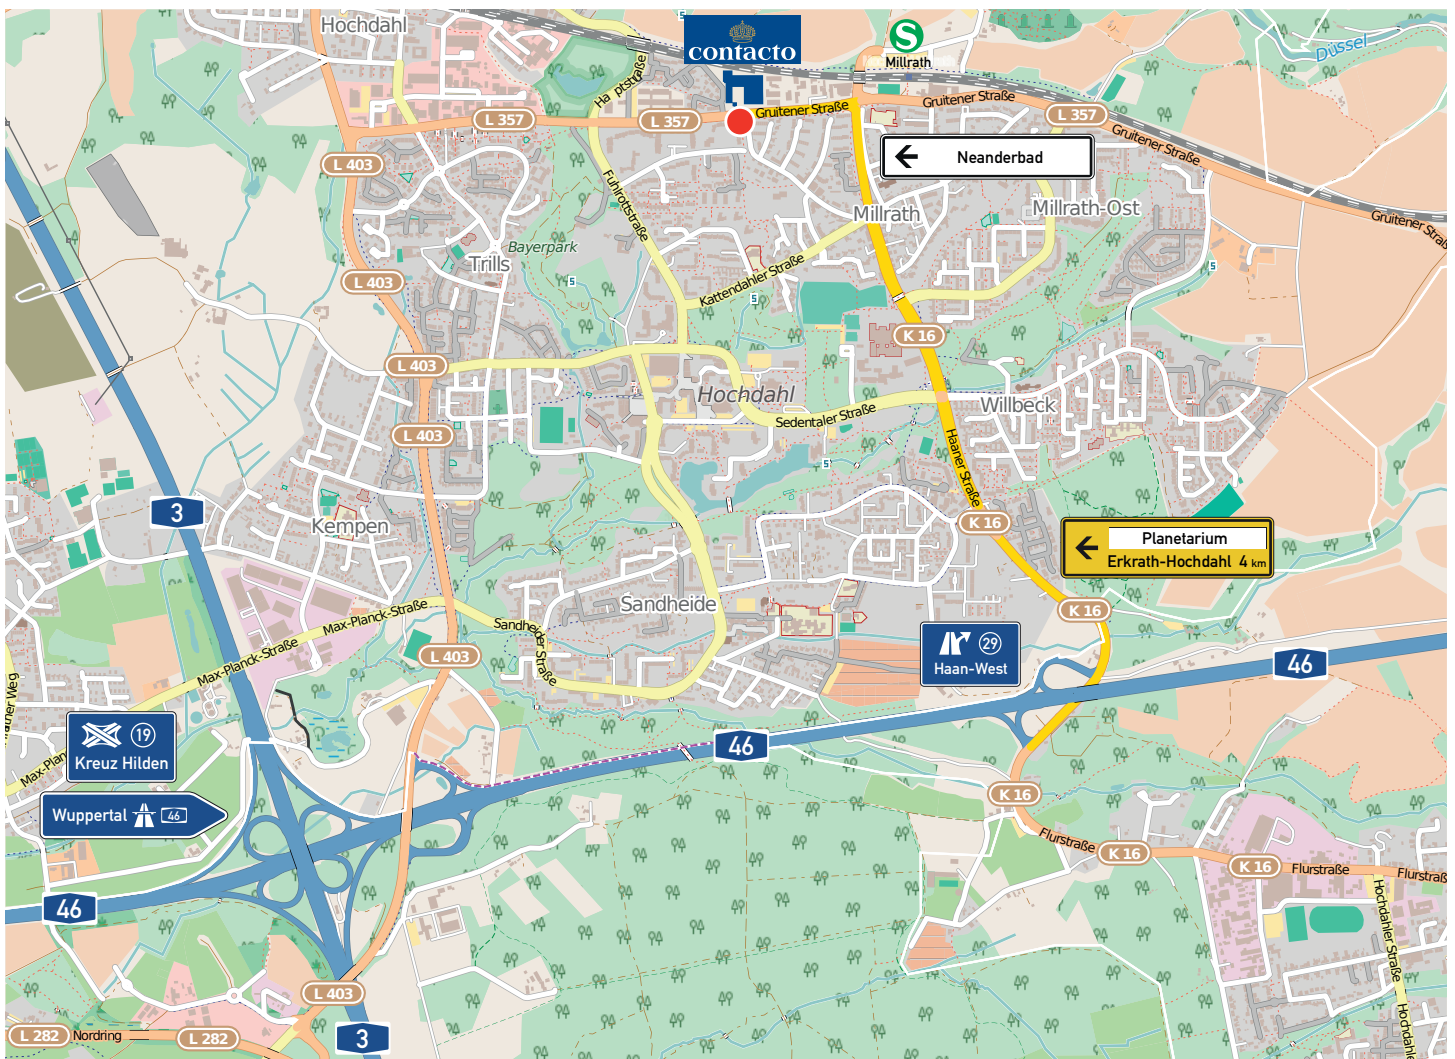 Hochdahl
contacto
S
Millrath
Düssel
Hauptstraße
L 357
L 357
Gruitener Straße
Gruitener Straße
L 357
Gruitener Straße
L 403
Neanderbad
Fuhlrottstraße
Millrath
Millrath-Ost
Gruitener Straße
Bayerpark
Trills
Kattendahler Straße
L 403
K 16
L 403
Hochdahl
Sedentaler Straße
Willbeck
L 403
Haaner Straße
3
Kempen
K 16
Planetarium
Erkrath-Hochdahl 4 km
Max-Planck-Straße
Sandheide
K 16
Sandheider Straße
Max-Planck-Straße
L 403
29
Haan-West
46
19
Kreuz Hilden
46
Max-Planck
K 16
Wuppertal 46
Flurstraße
K 16
K 16
Flurstraße
Flurstraße
46
Hochdahler Straße
L 403
Hochdahler
L 282
Nordring
L 282
3